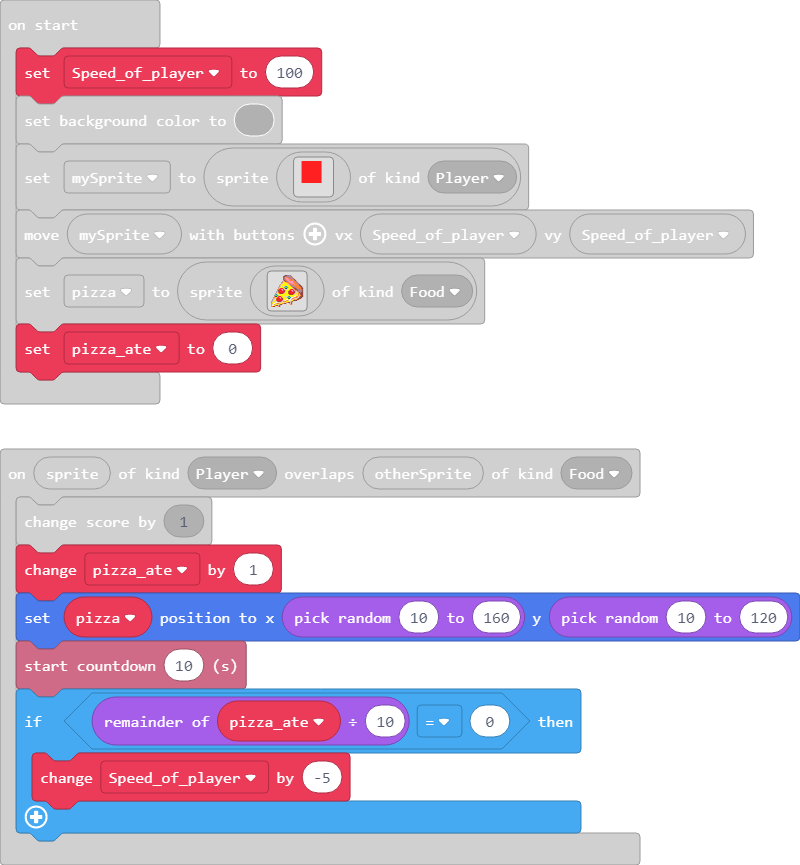 on start
set Speed_of_player to 100
set background color to
set mySprite to sprite of kind Player
move mySprite with buttons vx Speed_of_player vy Speed_of_player
set pizza to sprite of kind Food
set pizza_ate to 0
on sprite of kind Player overlaps otherSprite of kind Food
change score by 1
change pizza_ate by 1
set pizza position to x pick random 10 to 160 y pick random 10 to 120
start countdown 10 (s)
if remainder of pizza_ate ÷ 10 = 0 then
change Speed_of_player by -5